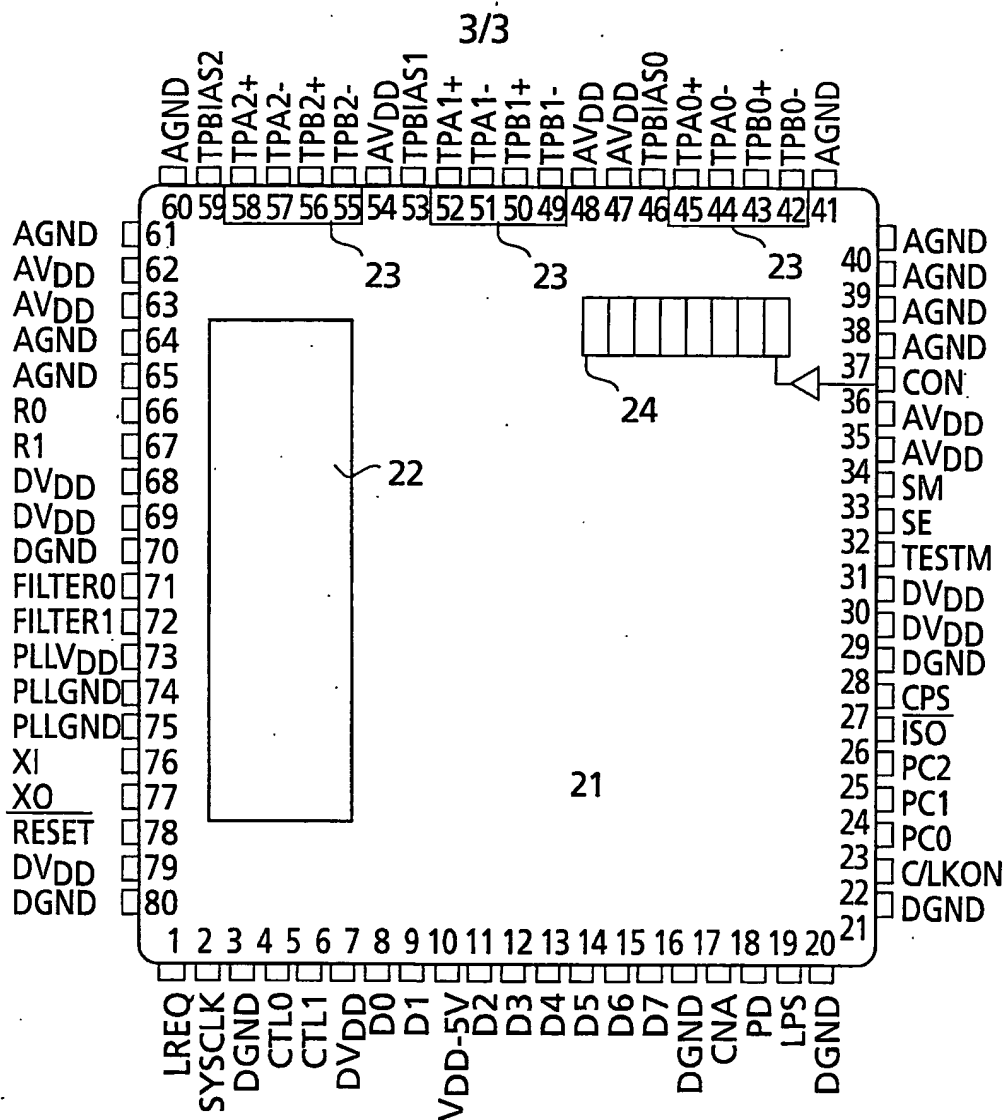 3/3
AGND TPBIAS2 TPA2+ TPA2- TPB2+ TPB2- AVDD TPBIAS1 TPA1+ TPA1- TPB1+ TPB1- AVDD AVDD TPBIAS0 TPA0+ TPA0- TPB0+ TPB0- AGND
60 59 58 57 56 55 54 53 52 51 50 49 48 47 46 45 44 43 42 41
AGND 61
AVDD 62
AVDD 63
AGND 64
AGND 65
R0 66
R1 67
DVDD 68
DVDD 69
DGND 70
FILTER0 71
FILTER1 72
PLLVDD 73
PLLGND 74
PLLGND 75
XI 76
XO 77
RESET 78
DVDD 79
DGND 80
23
23
23
24
22
21
AGND
40 AGND
39 AGND
38 AGND
37 CON
36 AVDD
35 AVDD
34 SM
33 SE
32 TESTM
31 DVDD
30 DVDD
29 DGND
28 CPS
27 ISO
26 PC2
25 PC1
24 PC0
23 C/LKON
22 DGND
21
1 2 3 4 5 6 7 8 9 10 11 12 13 14 15 16 17 18 19 20
LREQ SYSCLK DGND CTL0 CTL1 DVDD D0 D1 VDD-5V D2 D3 D4 D5 D6 D7 DGND CNA PD LPS DGND